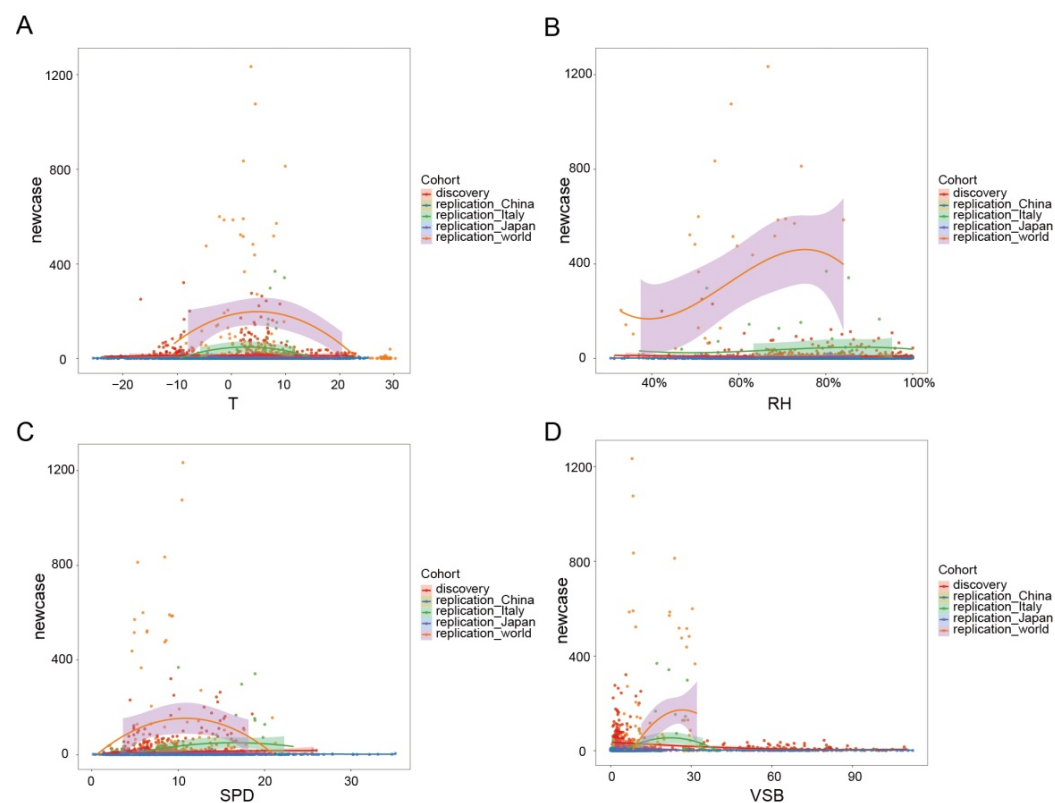 A
1200
800
400
0
newcase
−20
−10
0
10
20
30
T
Cohort
discovery
replication_China
replication_Italy
replication_Japan
replication_world
B
1200
800
400
0
newcase
40%
60%
80%
100%
RH
Cohort
discovery
replication_China
replication_Italy
replication_Japan
replication_world
C
1200
800
400
0
newcase
0
10
20
30
SPD
Cohort
discovery
replication_China
replication_Italy
replication_Japan
replication_world
D
1200
800
400
0
newcase
0
30
60
90
VSB
Cohort
discovery
replication_China
replication_Italy
replication_Japan
replication_world